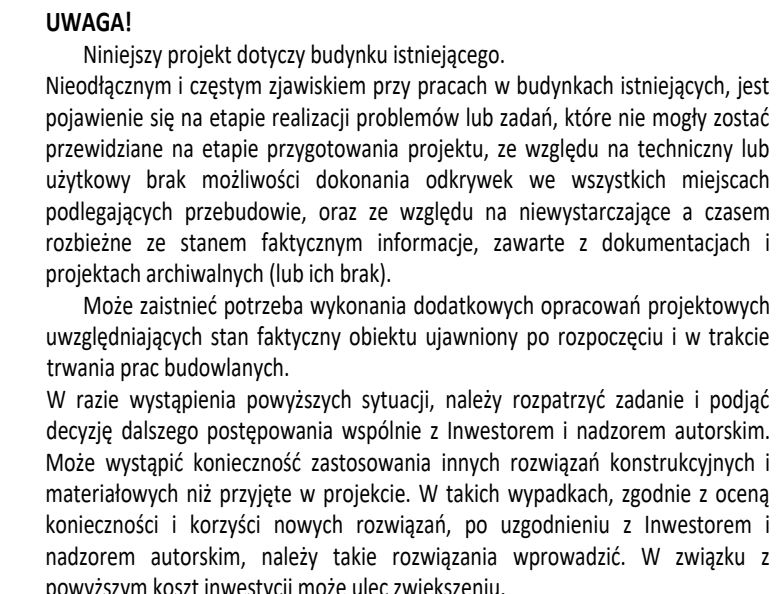 UWAGA!
Niniejszy projekt dotyczy budynku istniejącego.
Nieodłącznym i częstym zjawiskiem przy pracach w budynkach istniejących, jest
pojawienie się na etapie realizacji problemów lub zadań, które nie mogły zostać
przewidziane na etapie przygotowania projektu, ze względu na techniczny lub
użytkowy brak możliwości dokonania odkrywek we wszystkich miejscach
podlegających przebudowie, oraz ze względu na niewystarczające a czasem
rozbieżne ze stanem faktycznym informacje, zawarte z dokumentacjach i
projektach archiwalnych (lub ich brak).
Może zaistnieć potrzeba wykonania dodatkowych opracowań projektowych
uwzględniających stan faktyczny obiektu ujawniony po rozpoczęciu i w trakcie
trwania prac budowlanych.
W razie wystąpienia powyższych sytuacji, należy rozpatrzyć zadanie i podjąć
decyzję dalszego postępowania wspólnie z Inwestorem i nadzorem autorskim.
Może wystąpić konieczność zastosowania innych rozwiązań konstrukcyjnych i
materiałowych niż przyjęte w projekcie. W takich wypadkach, zgodnie z oceną
konieczności i korzyści nowych rozwiązań, po uzgodnieniu z Inwestorem i
nadzorem autorskim, należy takie rozwiązania wprowadzić. W związku z
powyższym koszt inwestycji może ulec zwiększeniu.